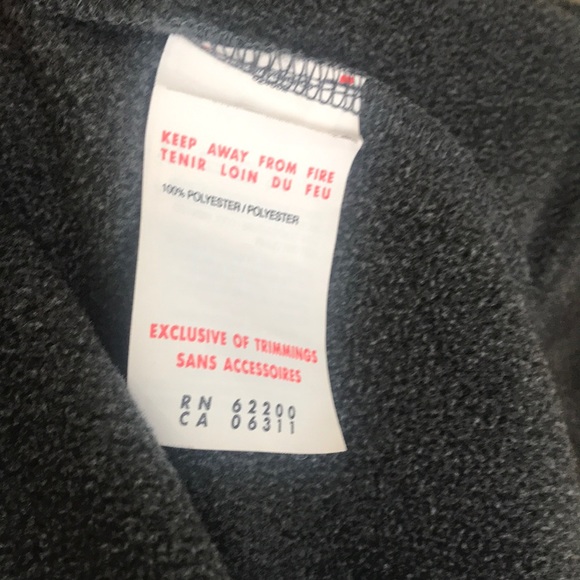 KEEP AWAY FROM FIRE
TENIR LOIN DU FEU
100% POLYESTER / POLYESTER
EXCLUSIVE OF TRIMMINGS
SANS ACCESSOIRES
RN 62200
CA 06311